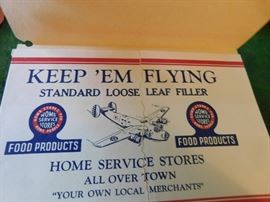 KEEP 'EM FLYING
STANDARD LOOSE LEAF FILLER
HOME
SERVICE
STORES
FOOD PRODUCTS
HOME
SERVICE
STORES
FOOD PRODUCTS
HOME SERVICE STORES
ALL OVER TOWN
"YOUR OWN LOCAL MERCHANTS"